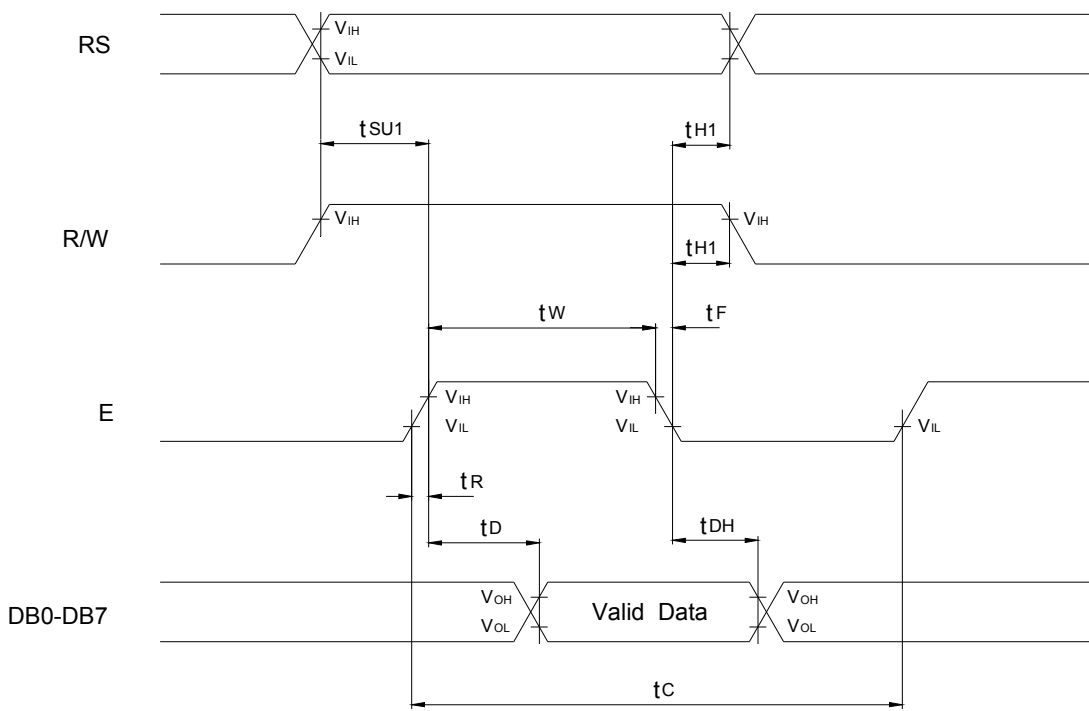 RS
VIH
VIL
tSU1
tH1
R/W
VIH
VIH
tH1
tW
tF
E
VIH
VIH
VIL
VIL
VIL
tR
tD
tDH
DB0-DB7
VOH
VOL
Valid Data
VOH
VOL
tC